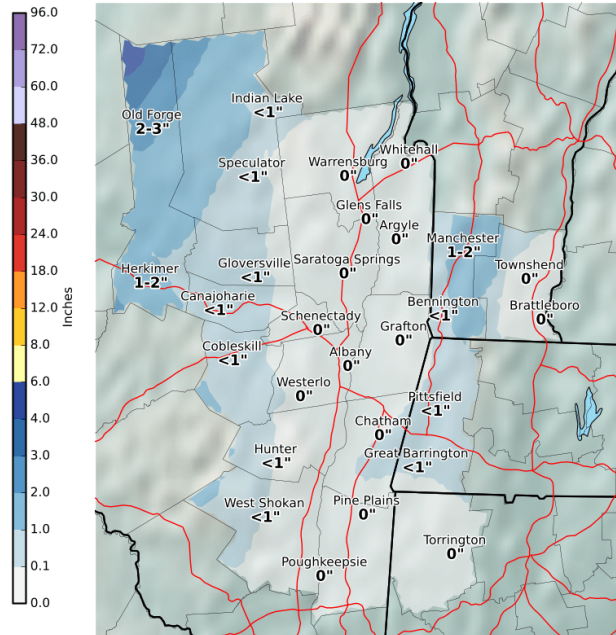 96.0
72.0
60.0
48.0
36.0
30.0
24.0
18.0
12.0
8.0
6.0
4.0
3.0
2.0
1.0
0.1
0.0
Inches
Old Forge
2-3"
Indian Lake
<1"
Speculator
<1"
Warrensburg
0"
Whitehall
0"
Glens Falls
0"
Argyle
0"
Manchester
1-2"
Townshend
0"
Herkimer
1-2"
Gloversville
<1"
Saratoga Springs
0"
Canajoharie
<1"
Schenectady
0"
Grafton
0"
Bennington
<1"
Brattleboro
0"
Cobleskill
<1"
Albany
0"
Westerlo
0"
Pittsfield
<1"
Chatham
0"
Hunter
<1"
Great Barrington
<1"
West Shokan
<1"
Pine Plains
0"
Torrington
0"
Poughkeepsie
0"